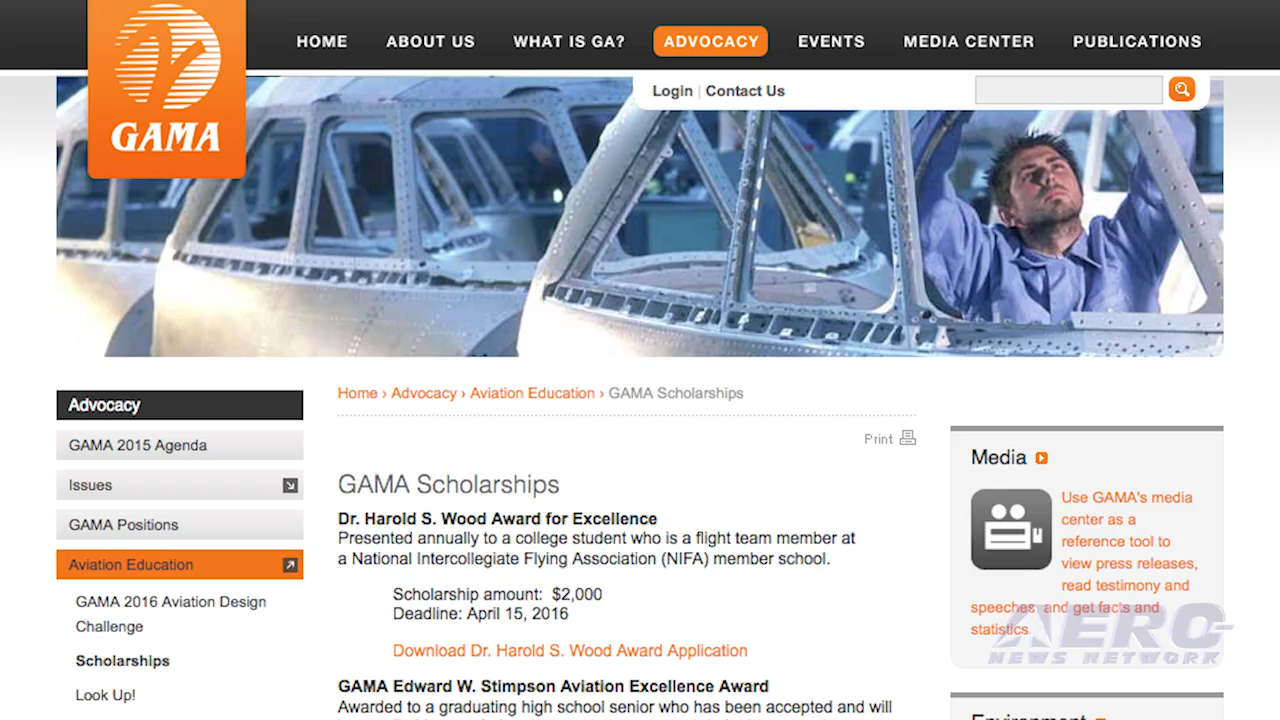 HOME ABOUT US WHAT IS GA? ADVOCACY EVENTS MEDIA CENTER PUBLICATIONS
GAMA
Login | Contact Us
Home › Advocacy › Aviation Education › GAMA Scholarships
Advocacy
GAMA 2015 Agenda
Issues
GAMA Positions
Aviation Education
GAMA 2016 Aviation Design
Challenge
Scholarships
Look Up!
Print
GAMA Scholarships
Dr. Harold S. Wood Award for Excellence
Presented annually to a college student who is a flight team member at
a National Intercollegiate Flying Association (NIFA) member school.
Scholarship amount: $2,000
Deadline: April 15, 2016
Download Dr. Harold S. Wood Award Application
GAMA Edward W. Stimpson Aviation Excellence Award
Awarded to a graduating high school senior who has been accepted and will
Media
Use GAMA's media
center as a
reference tool to
view press releases,
read testimony and
speeches and get facts and
statistics.
AERO
NEWS NETWORK
Environment